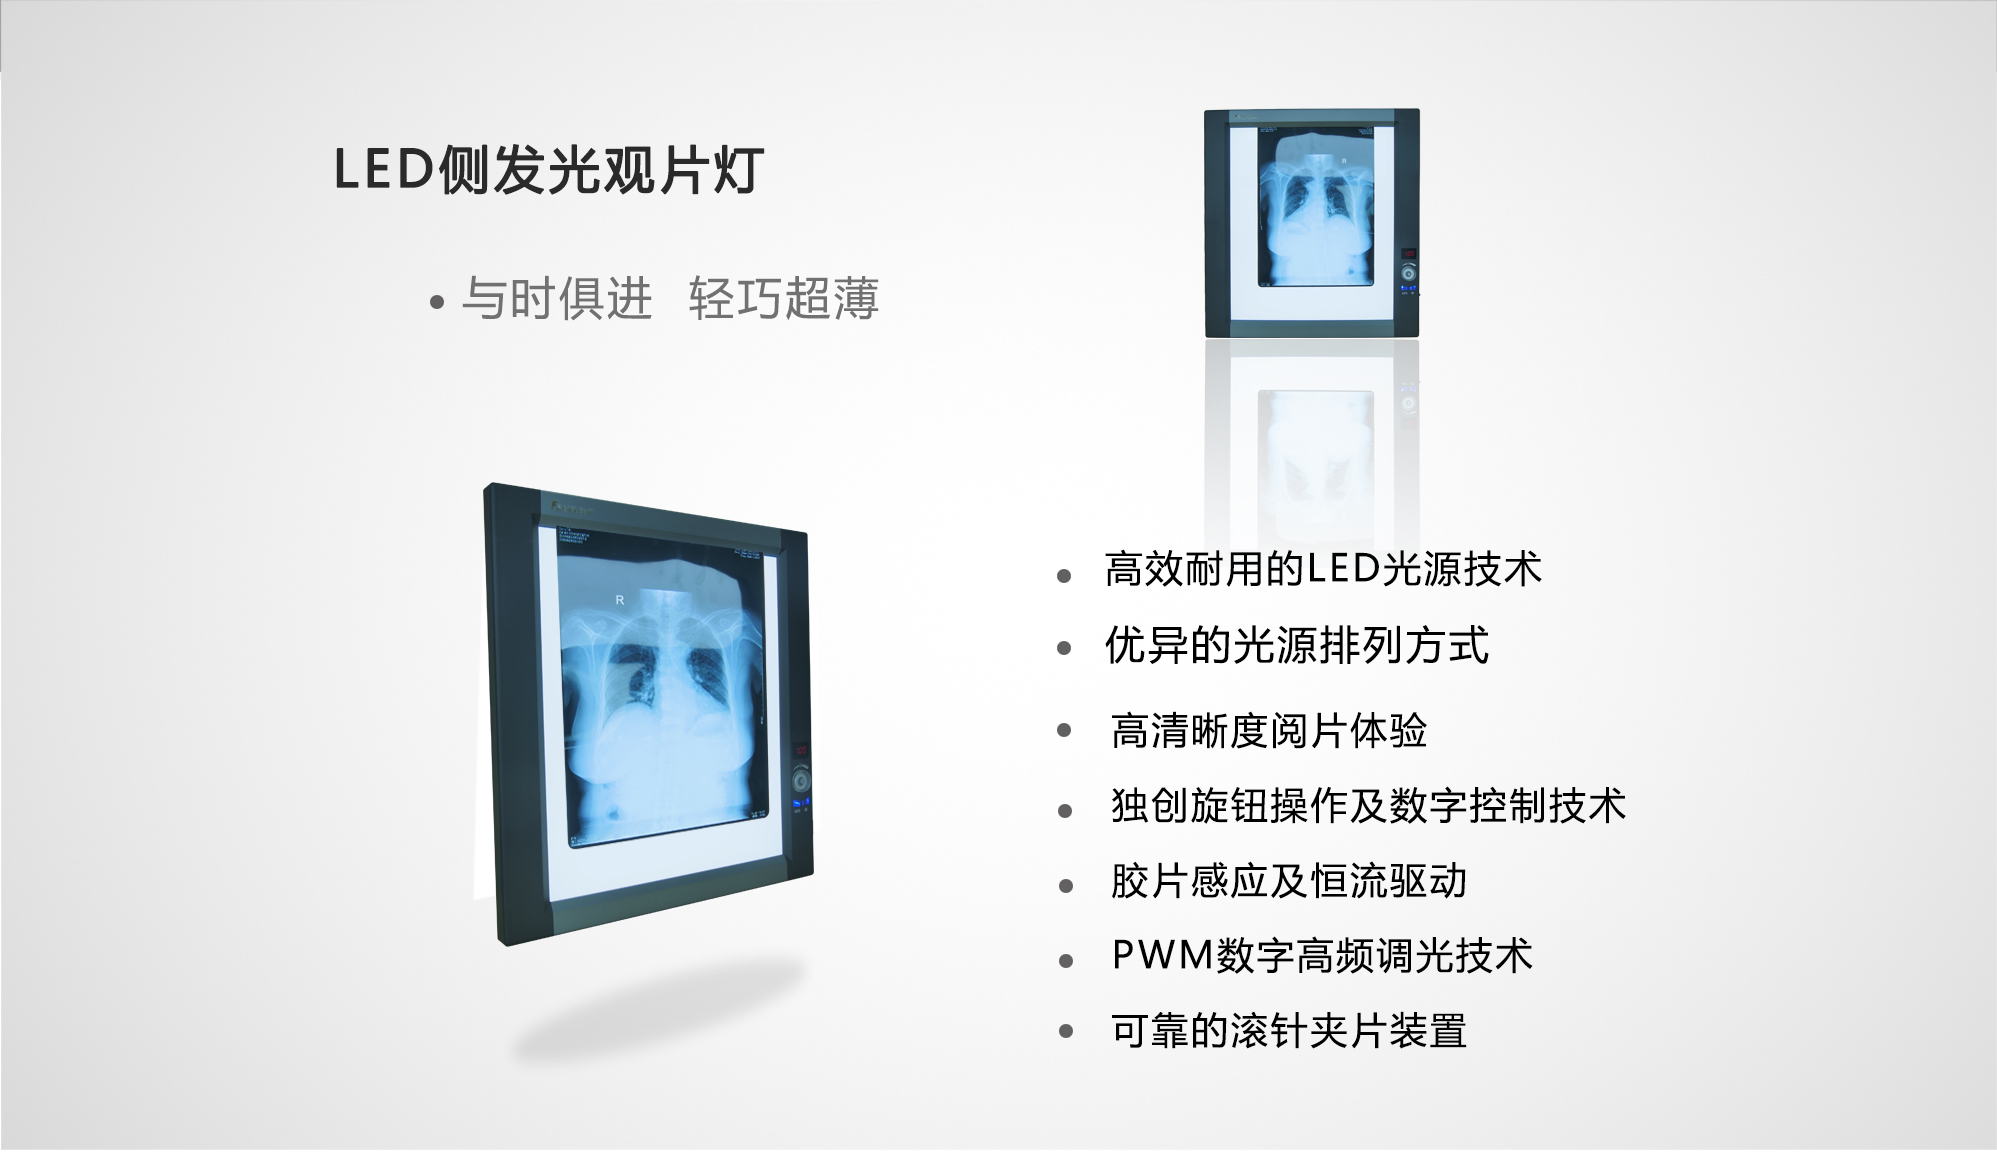 LED侧发光观片灯
• 与时俱进 轻巧超薄
R
• 高效耐用的LED光源技术
• 优异的光源排列方式
• 高清晰度阅片体验
• 独创旋钮操作及数字控制技术
• 胶片感应及恒流驱动
• PWM数字高频调光技术
• 可靠的滚针夹片装置